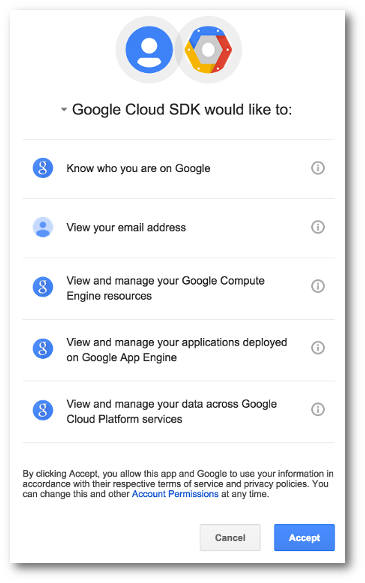 Google Cloud SDK would like to:
g Know who you are on Google i
View your email address i
g View and manage your Google Compute i
Engine resources
g View and manage your applications deployed i
on Google App Engine
g View and manage your data across Google i
Cloud Platform services
By clicking Accept, you allow this app and Google to use your information in
accordance with their respective terms of service and privacy policies. You
can change this and other Account Permissions at any time.
Cancel Accept